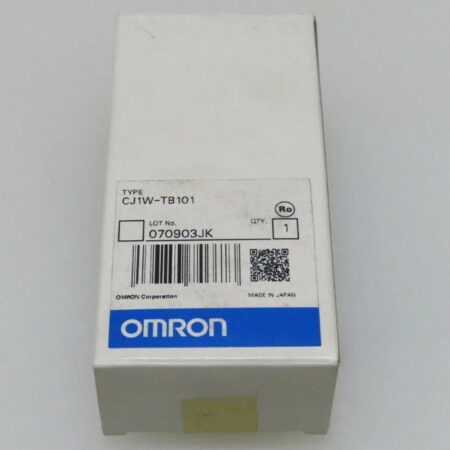 TYPE
CJ1W-TB101
Ro
LOT No. QTY.
070903JK 1
OMRON Corporation MADE IN JAPAN
OMRON